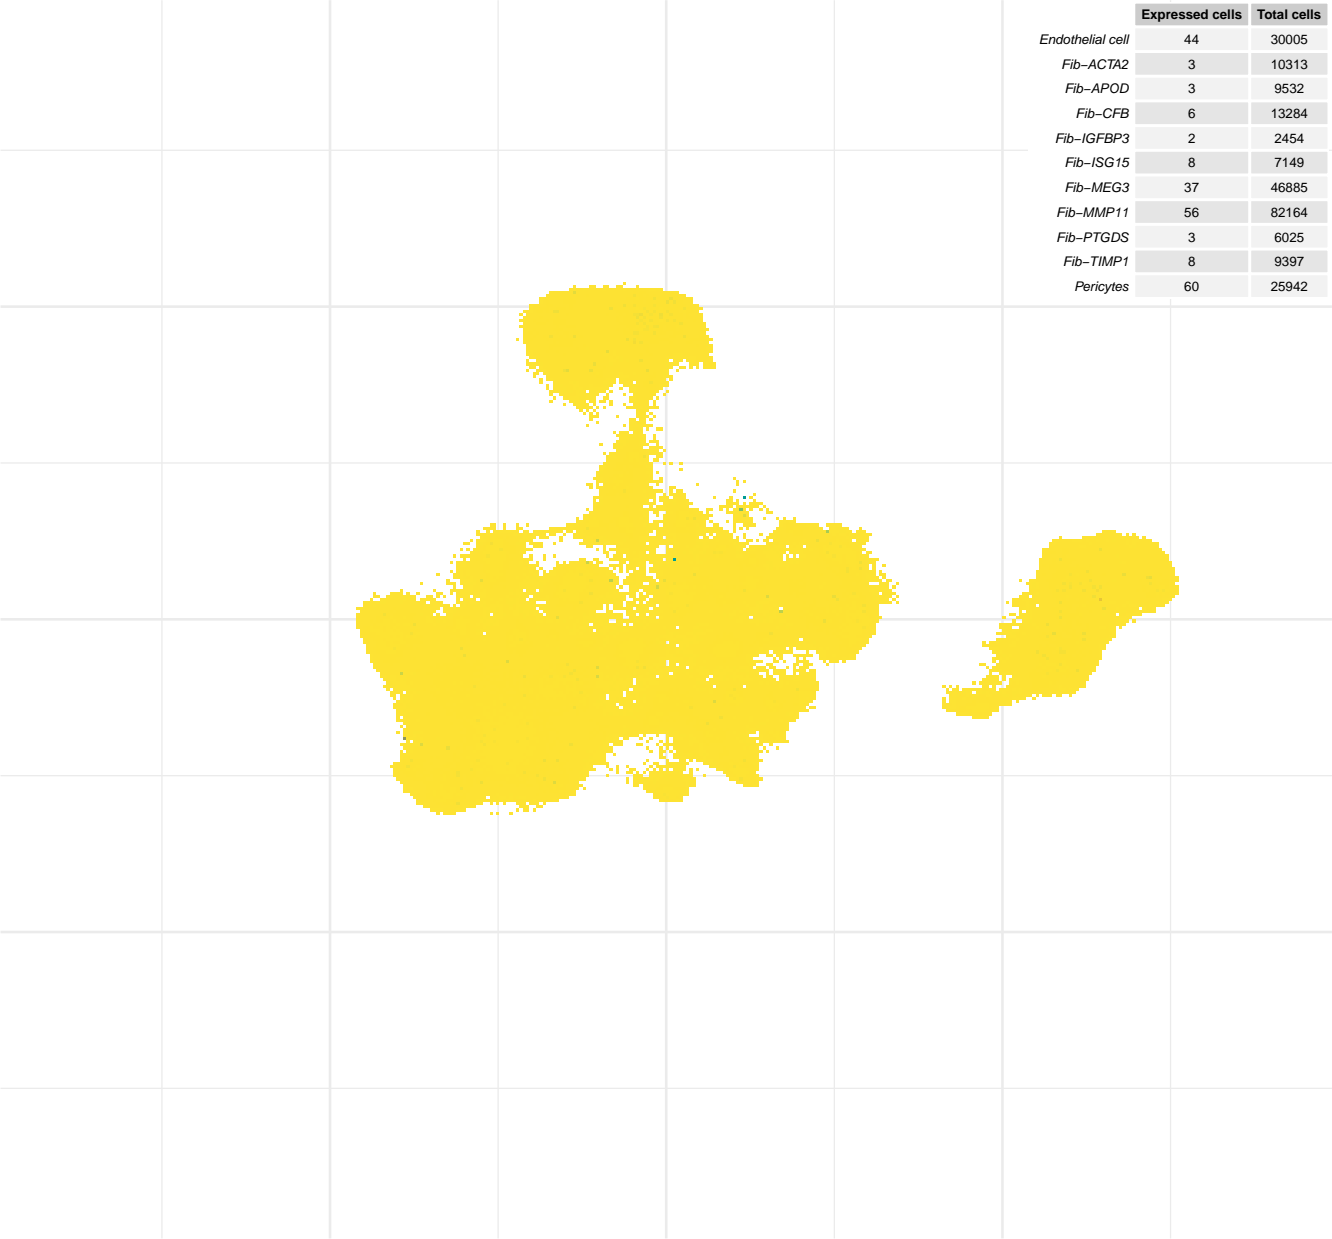 Expressed cells Total cells
Endothelial cell 44 30005
Fib−ACTA2 3 10313
Fib−APOD 3 9532
Fib−CFB 6 13284
Fib−IGFBP3 2 2454
Fib−ISG15 8 7149
Fib−MEG3 37 46885
Fib−MMP11 56 82164
Fib−PTGDS 3 6025
Fib−TIMP1 8 9397
Pericytes 60 25942